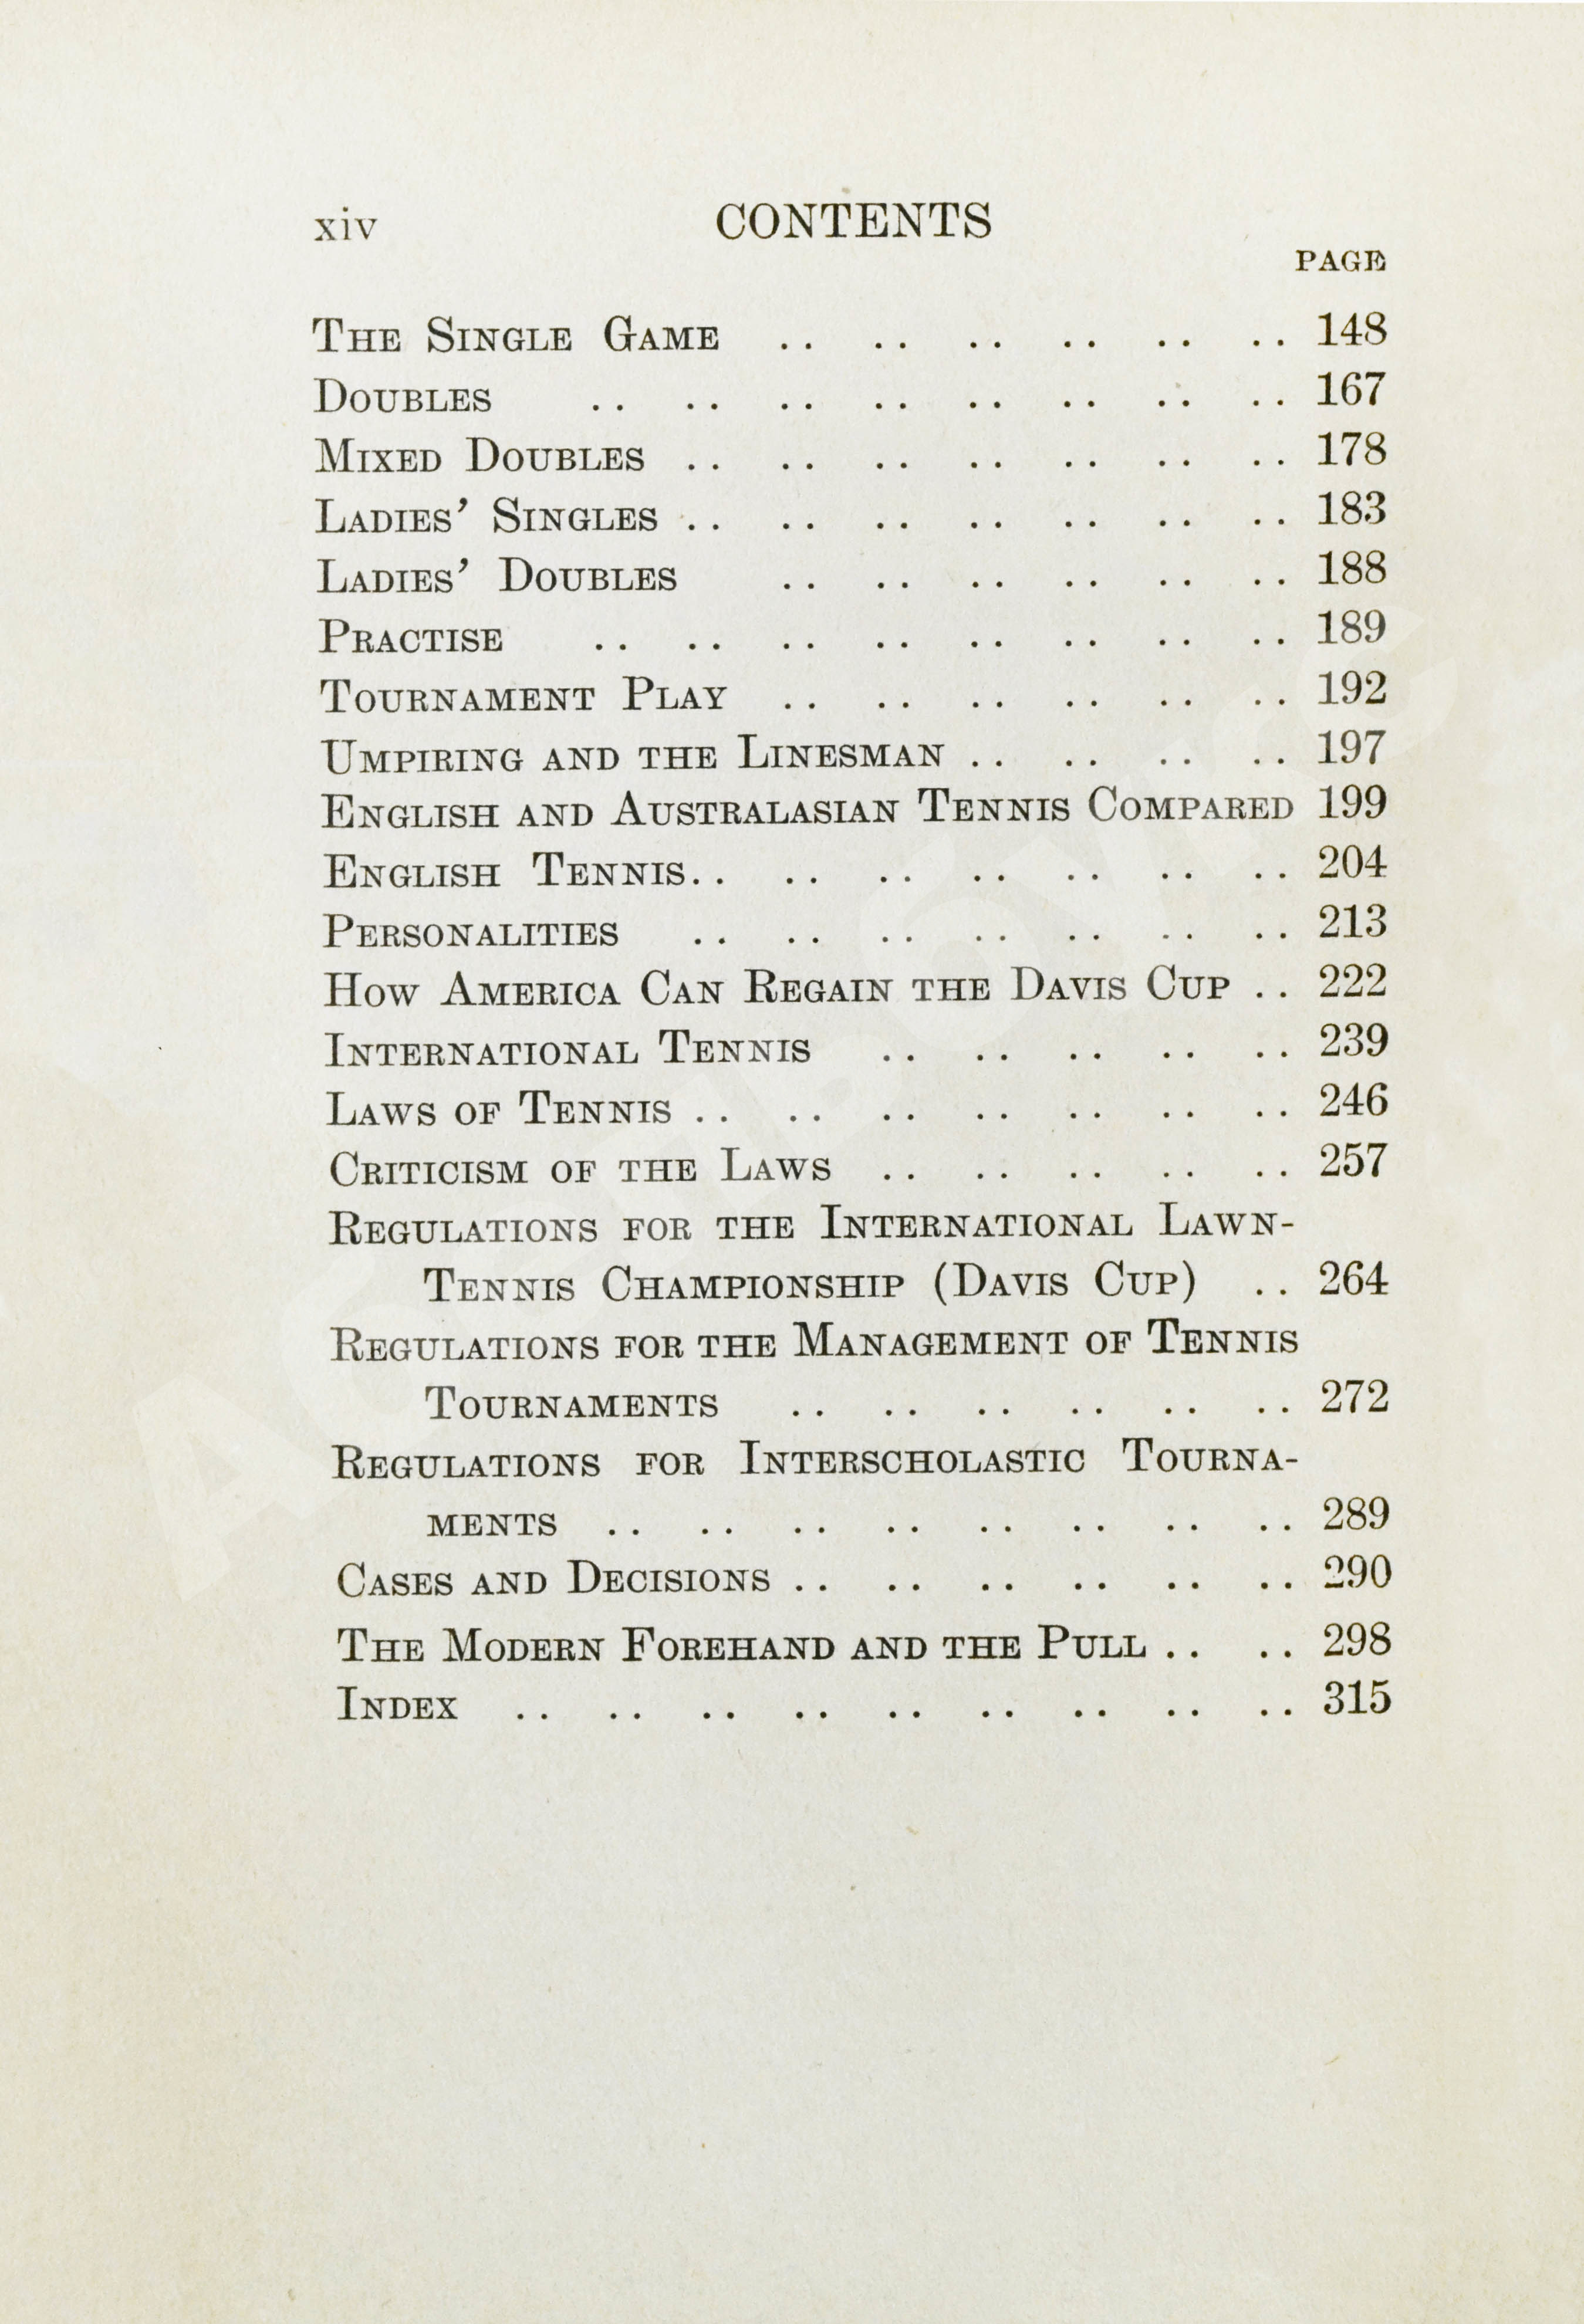 xiv CONTENTS
PAGE
The Single Game .. .. .. .. .. .. 148
Doubles .. .. .. .. .. .. .. .. 167
Mixed Doubles .. .. .. .. .. .. .. 178
Ladies' Singles .. .. .. .. .. .. .. 183
Ladies' Doubles .. .. .. .. .. .. 188
Practise .. .. .. .. .. .. .. .. 189
Tournament Play .. .. .. .. .. .. 192
Umpiring and the Linesman .. .. .. .. 197
English and Australasian Tennis Compared 199
English Tennis .. .. .. .. .. .. .. 204
Personalities .. .. .. .. .. .. .. 213
How America Can Regain the Davis Cup .. 222
International Tennis .. .. .. .. .. 239
Laws of Tennis .. .. .. .. .. .. .. 246
Criticism of the Laws .. .. .. .. .. 257
Regulations for the International Lawn-
Tennis Championship (Davis Cup) .. 264
Regulations for the Management of Tennis
Tournaments .. .. .. .. .. .. 272
Regulations for Interscholastic Tourna-
ments .. .. .. .. .. .. .. .. 289
Cases and Decisions .. .. .. .. .. .. 290
The Modern Forehand and the Pull .. .. 298
Index .. .. .. .. .. .. .. .. .. 315